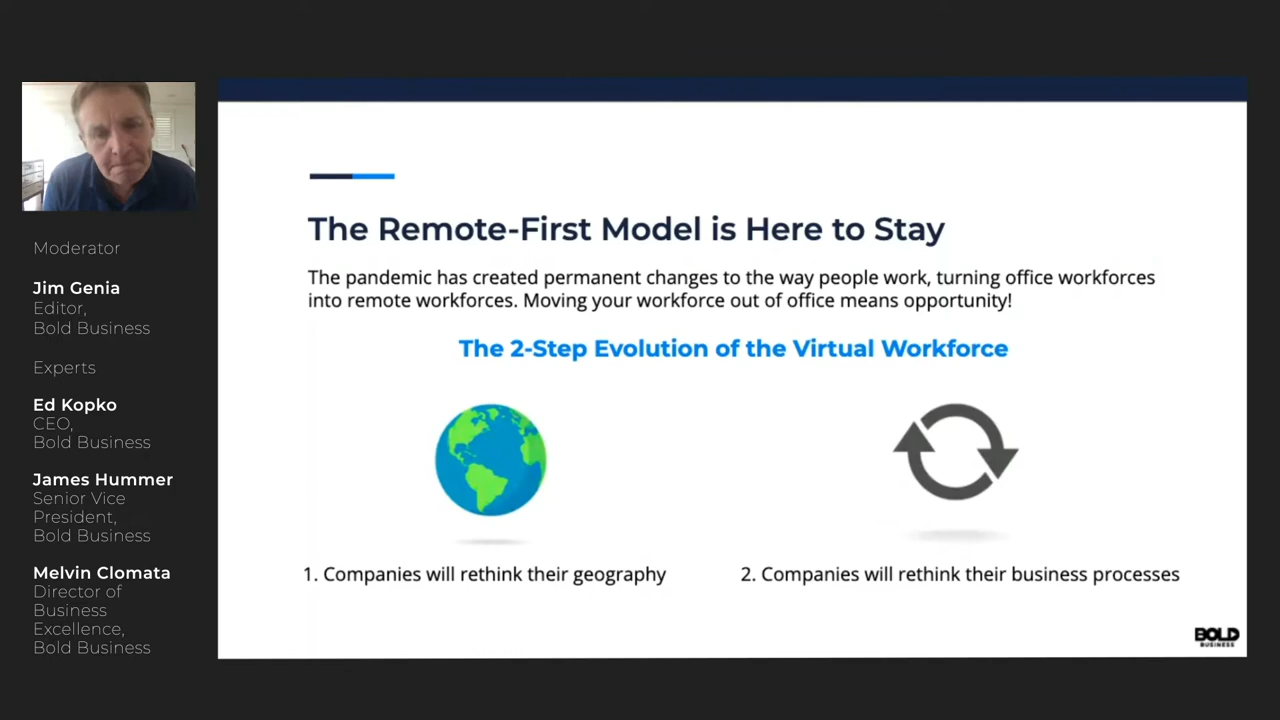 Moderator
Jim Genia
Editor,
Bold Business
Experts
Ed Kopko
CEO,
Bold Business
James Hummer
Senior Vice
President,
Bold Business
Melvin Clomata
Director of
Business
Excellence,
Bold Business
The Remote-First Model is Here to Stay
The pandemic has created permanent changes to the way people work, turning office workforces
into remote workforces. Moving your workforce out of office means opportunity!
The 2-Step Evolution of the Virtual Workforce
1. Companies will rethink their geography
2. Companies will rethink their business processes
BOLD
BUSINESS